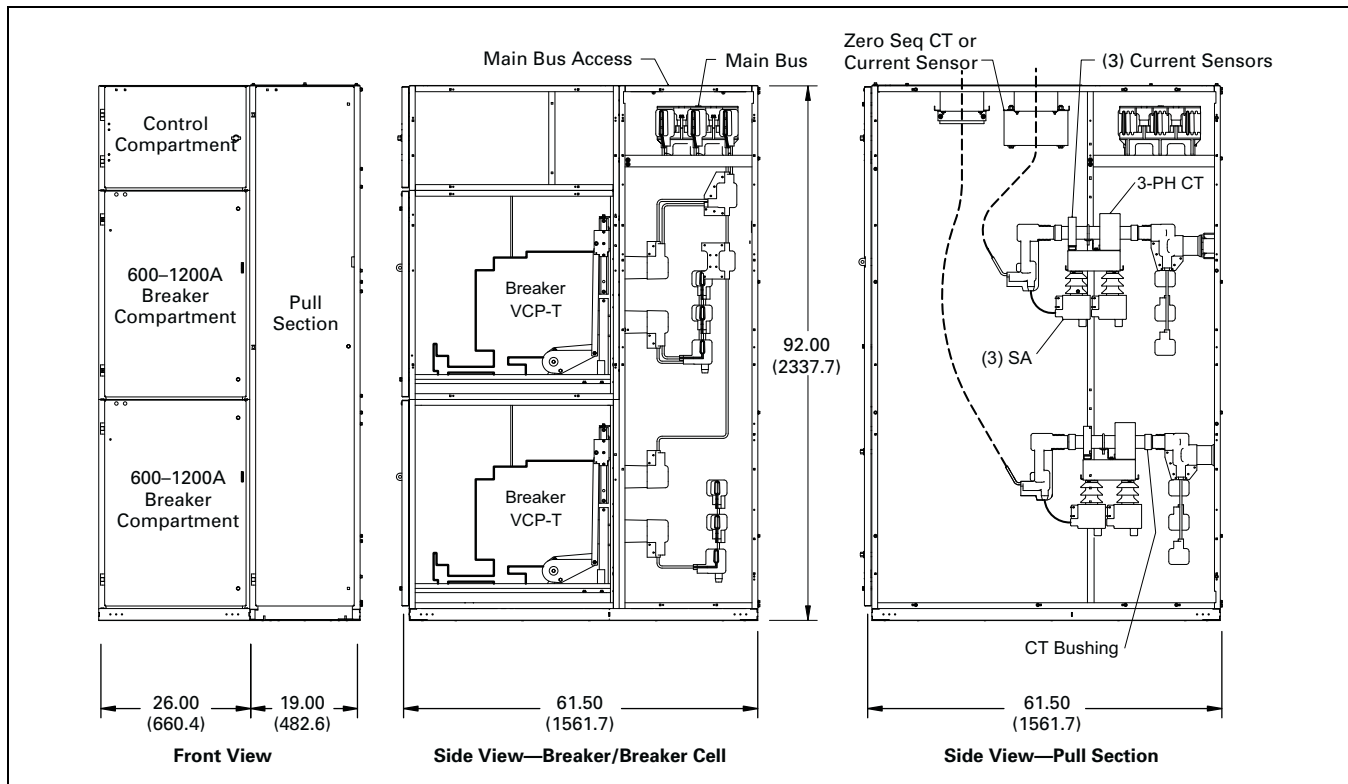 Control
Compartment
600–1200A
Breaker
Compartment
600–1200A
Breaker
Compartment
Pull
Section
26.00
(660.4)
19.00
(482.6)
Front View
Main Bus Access
Main Bus
Breaker
VCP-T
Breaker
VCP-T
92.00
(2337.7)
61.50
(1561.7)
Side View—Breaker/Breaker Cell
Zero Seq CT or
Current Sensor
(3) Current Sensors
3-PH CT
(3) SA
CT Bushing
61.50
(1561.7)
Side View—Pull Section